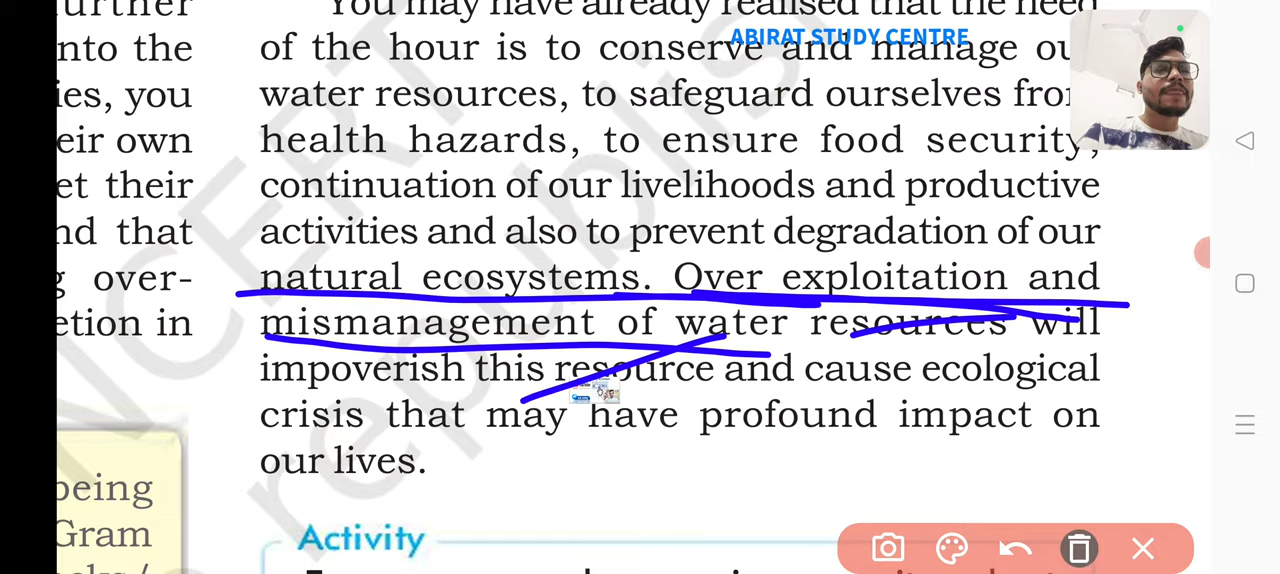 further
nto the
ies, you
eir own
et their
nd that
over-
etion in
being
Gram
You may have already realised that the need
of the hour is to conserve and manage ou
water resources, to safeguard ourselves from
health hazards, to ensure food security,
continuation of our livelihoods and productive
activities and also to prevent degradation of our
natural ecosystems. Over exploitation and
mismanagement of water resources will
impoverish this resource and cause ecological
crisis that may have profound impact on
our lives.
Activity
ABIRAT STUDY CENTRE
NCERT
republis